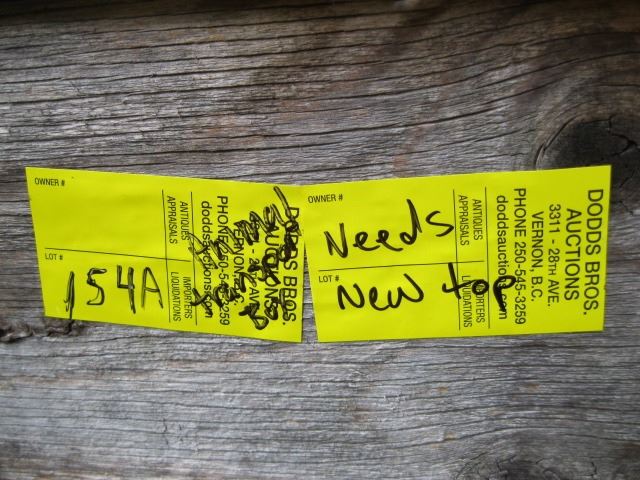 OWNER #
LOT #
154A
ANTIQUES
APPRAISALS
IMPORTERS
LIQUIDATIONS
DODDS BROS.
AUCTIONS
3311 - 28TH AVE.
VERNON, B.C.
PHONE 250-545-3259
doddsauctions.com
OWNER #
Needs
LOT #
New top
ANTIQUES
APPRAISALS
IMPORTERS
LIQUIDATIONS
DODDS BROS.
AUCTIONS
3311 - 28TH AVE.
VERNON, B.C.
PHONE 250-545-3259
doddsauctions.com